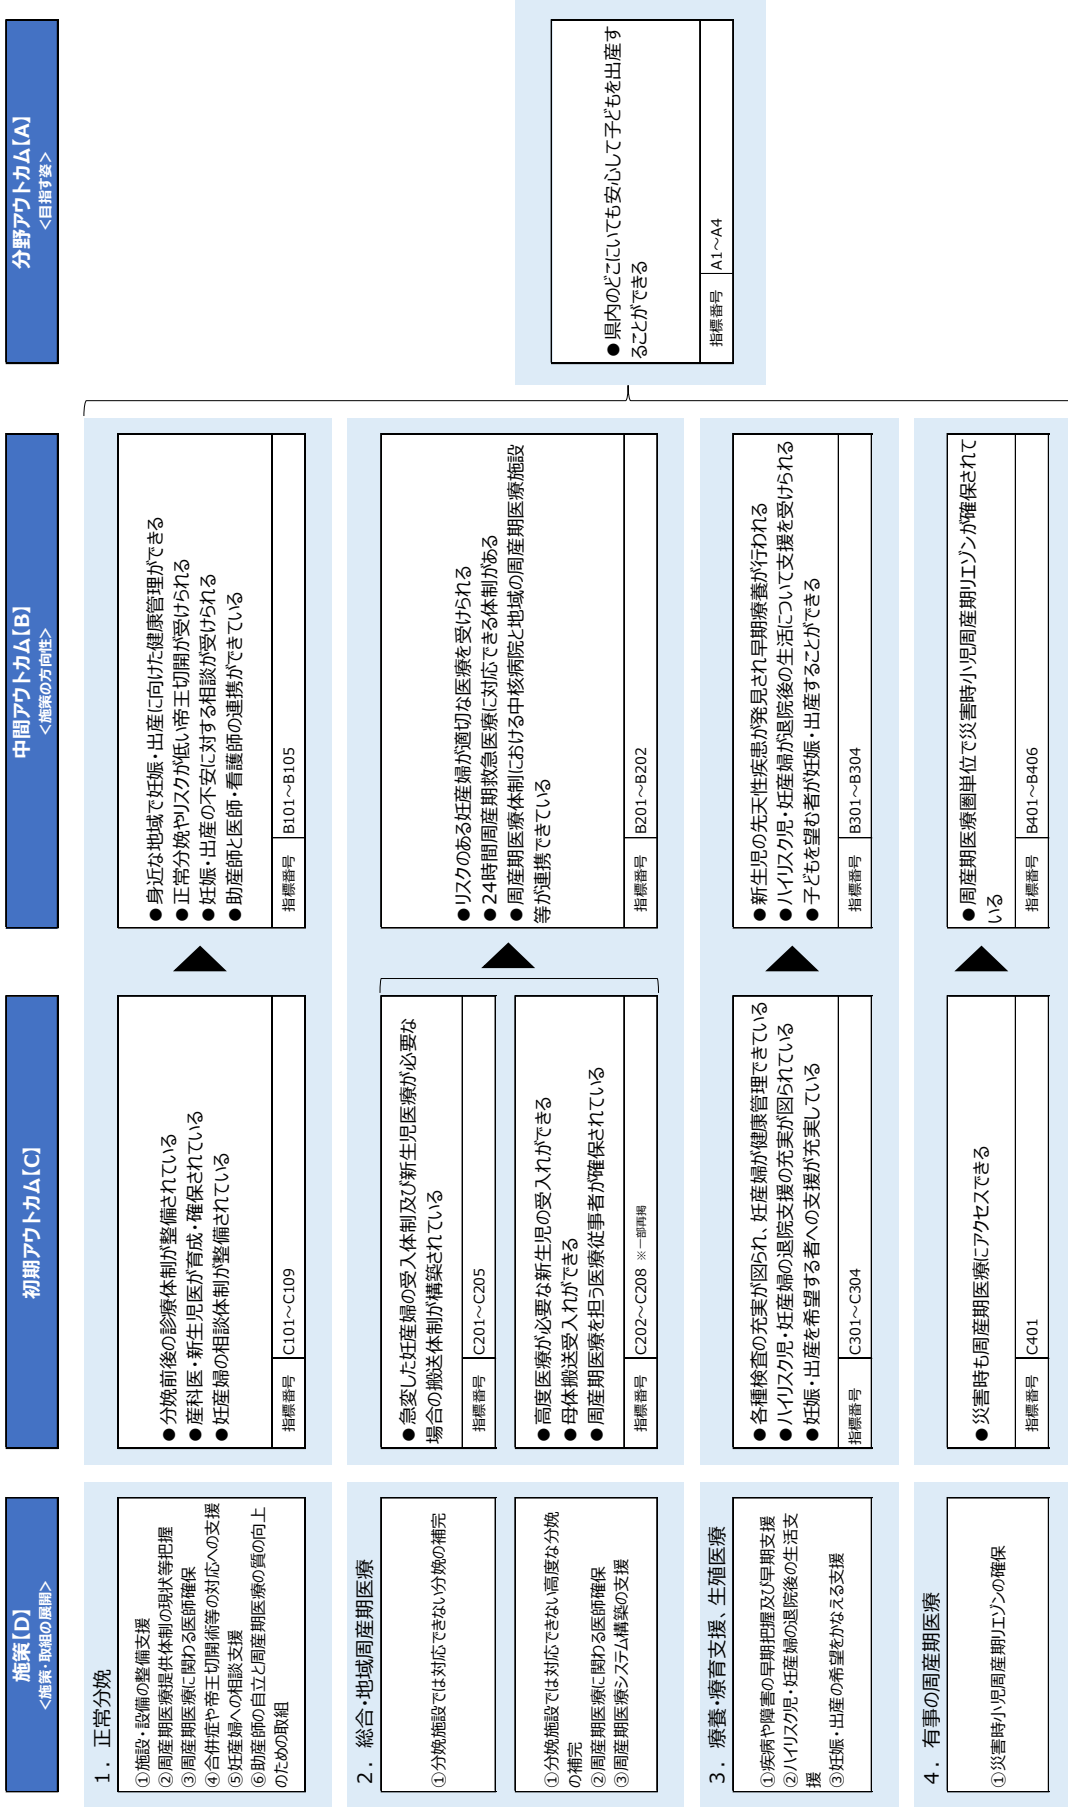 施策【D】
<施策・取組の展開>
初期アウトカム【C】
中間アウトカム【B】
<施策の方向性>
分野アウトカム【A】
<目指す姿>
１．正常分娩
①施設・設備の整備支援
②周産期医療提供体制の現状等把握
③周産期医療に関わる医師確保
④合併症や帝王切開術等の対応への支援
⑤妊産婦への相談支援
⑥助産師の自立と周産期医療の質の向上
のための取組
●分娩前後の診療体制が整備されている
●産科医・新生児医が育成・確保されている
●妊産婦の相談体制が整備されている
指標番号 C101～C109
●身近な地域で妊娠・出産に向けた健康管理ができる
●正常分娩やリスクが低い帝王切開が受けられる
●妊娠・出産の不安に対する相談が受けられる
●助産師と医師・看護師の連携ができている
指標番号 B101～B105
２．総合・地域周産期医療
①分娩施設では対応できない分娩の補完
●急変した妊産婦の受入体制及び新生児医療が必要な
場合の搬送体制が構築されている
指標番号 C201～C205
①分娩施設では対応できない高度な分娩
の補完
②周産期医療に関わる医師確保
③周産期医療システム構築の支援
●高度医療が必要な新生児の受入れができる
●母体搬送受入れができる
●周産期医療を担う医療従事者が確保されている
指標番号 C202～C208 ※一部再掲
●リスクのある妊産婦が適切な医療を受けられる
●24時間周産期救急医療に対応できる体制がある
●周産期医療体制における中核病院と地域の周産期医療施設
等が連携できている
指標番号 B201～B202
３．療養・療育支援、生殖医療
①疾病や障害の早期把握及び早期支援
②ハイリスク児・妊産婦の退院後の生活支
援
③妊娠・出産の希望をかなえる支援
●各種検査の充実が図られ、妊産婦が健康管理できている
●ハイリスク児・妊産婦の退院支援の充実が図られている
●妊娠・出産を希望する者への支援が充実している
指標番号 C301～C304
●新生児の先天性疾患が発見され早期療養が行われる
●ハイリスク児・妊産婦が退院後の生活について支援を受けられる
●子どもを望む者が妊娠・出産することができる
指標番号 B301～B304
４．有事の周産期医療
①災害時小児周産期リエゾンの確保
●災害時も周産期医療にアクセスできる
指標番号 C401
●周産期医療圏単位で災害時小児周産期リエゾンが確保されて
いる
指標番号 B401～B406
●県内のどこにいても安心して子どもを出産す
ることができる
指標番号 A1～A4